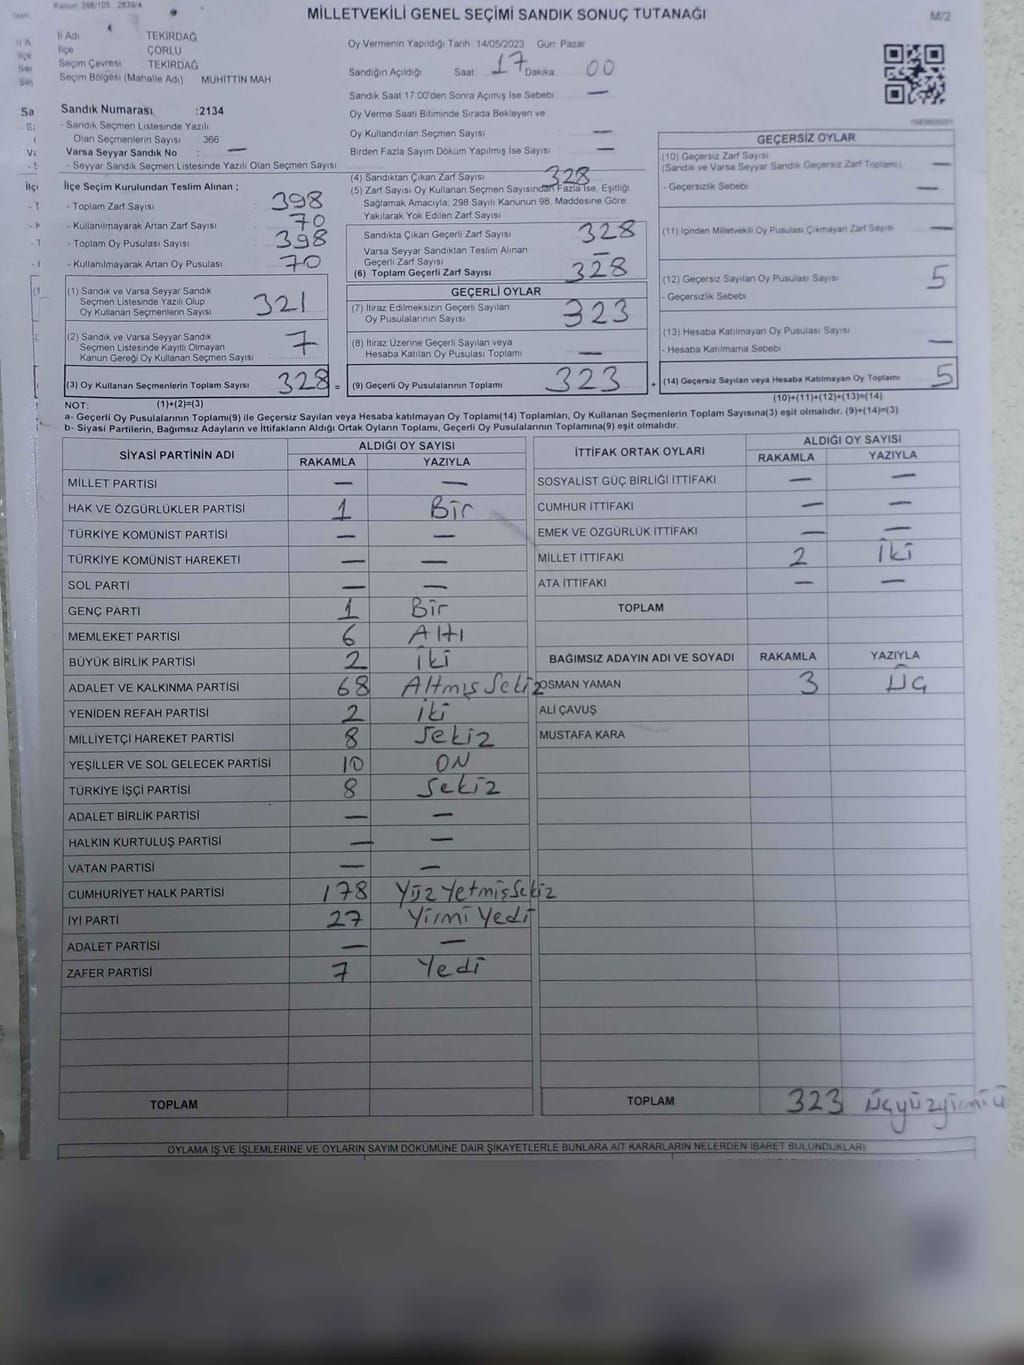 Kanun: 298/105 , 2839/4
MİLLETVEKİLİ GENEL SEÇİMİ SANDIK SONUÇ TUTANAĞI
M/2
İl Adı TEKİRDAĞ
İlçe ÇORLU
Seçim Çevresi TEKİRDAĞ
Seçim Bölgesi (Mahalle Adı) MUHİTTİN MAH.
Oy Vermenin Yapıldığı Tarih :14/05/2023 Gün: Pazar
Sandığın Açıldığı Saat 17 Dakika 00
Sandık Saat 17:00'den Sonra Açımış İse Sebebi —
Sandık Numarası :2134
- Sandık Seçmen Listesinde Yazılı
Olan Seçmenlerin Sayısı : 366
Varsa Seyyar Sandık No : —
- Seyyar Sandık Seçmen Listesinde Yazılı Olan Seçmen Sayısı
Oy Verme Saati Bitiminde Sırada Bekleyen ve
Oy Kullandırılan Seçmen Sayısı —
Birden Fazla Sayım Döküm Yapılmış İse Sayısı —
İlçe Seçim Kurulundan Teslim Alınan ;
- Toplam Zarf Sayısı : 398
- Kullanılmayarak Artan Zarf Sayısı : 70
- Toplam Oy Pusulası Sayısı : 398
- Kullanılmayarak Artan Oy Pusulası : 70
(1) Sandık ve Varsa Seyyar Sandık
Seçmen Listesinde Yazılı Olup
Oy Kullanan Seçmenlerin Sayısı 321
(2) Sandık ve Varsa Seyyar Sandık
Seçmen Listesinde Kayıtlı Olmayan
Kanun Gereği Oy Kullanan Seçmen Sayısı 7
(3) Oy Kullanan Seçmenlerin Toplam Sayısı 328 =
(4) Sandıktan Çıkan Zarf Sayısı 328
(5) Zarf Sayısı Oy Kullanan Seçmen Sayısından Fazla İse, Eşitliği
Sağlamak Amacıyla; 298 Sayılı Kanunun 98. Maddesine Göre
Yakılarak Yok Edilen Zarf Sayısı
Sandıkta Çıkan Geçerli Zarf Sayısı 328
Varsa Seyyar Sandıktan Teslim Alınan
Geçerli Zarf Sayısı —
(6) Toplam Geçerli Zarf Sayısı 328
GEÇERLİ OYLAR
(7) İtiraz Edilmeksizin Geçerli Sayılan
Oy Pusulalarının Sayısı 323
(8) İtiraz Üzerine Geçerli Sayılan veya
Hesaba Katılan Oy Pusulası Toplamı —
(9) Geçerli Oy Pusulalarının Toplamı 323 +
GEÇERSİZ OYLAR
(10) Geçersiz Zarf Sayısı
(Sandık ve Varsa Seyyar Sandık Geçersiz Zarf Toplamı) —
- Geçersizlik Sebebi —
(11) İçinden Milletvekili Oy Pusulası Çıkmayan Zarf Sayısı —
(12) Geçersiz Sayılan Oy Pusulası Sayısı 5
- Geçersizlik Sebebi
(13) Hesaba Katılmayan Oy Pusulası Sayısı
- Hesaba Katılmama Sebebi —
(14) Geçersiz Sayılan veya Hesaba Katılmayan Oy Toplamı 5
NOT: (1)+(2)=(3)
(10)+(11)+(12)+(13)=(14)
a- Geçerli Oy Pusulalarının Toplamı(9) ile Geçersiz Sayılan veya Hesaba katılmayan Oy Toplamı(14) Toplamları, Oy Kullanan Seçmenlerin Toplam Sayısına(3) eşit olmalıdır. (9)+(14)=(3)
b- Siyasi Partilerin, Bağımsız Adayların ve İttifakların Aldığı Ortak Oyların Toplamı, Geçerli Oy Pusulalarının Toplamına(9) eşit olmalıdır.
SİYASİ PARTİNİN ADI ALDIĞI OY SAYISI
RAKAMLA YAZIYLA
MİLLET PARTİSİ — —
HAK VE ÖZGÜRLÜKLER PARTİSİ 1 Bir
TÜRKİYE KOMÜNİST PARTİSİ — —
TÜRKİYE KOMÜNİST HAREKETİ — —
SOL PARTİ — —
GENÇ PARTİ 1 Bir
MEMLEKET PARTİSİ 6 Altı
BÜYÜK BİRLİK PARTİSİ 2 iki
ADALET VE KALKINMA PARTİSİ 68 Altmış Sekiz
YENİDEN REFAH PARTİSİ 2 iki
MİLLİYETÇİ HAREKET PARTİSİ 8 Sekiz
YEŞİLLER VE SOL GELECEK PARTİSİ 10 ON
TÜRKİYE İŞÇİ PARTİSİ 8 Sekiz
ADALET BİRLİK PARTİSİ — —
HALKIN KURTULUŞ PARTİSİ — —
VATAN PARTİSİ — —
CUMHURİYET HALK PARTİSİ 178 Yüz Yetmiş Sekiz
İYİ PARTİ 27 Yirmi Yedi
ADALET PARTİSİ — —
ZAFER PARTİSİ 7 Yedi
TOPLAM
İTTİFAK ORTAK OYLARI ALDIĞI OY SAYISI
RAKAMLA YAZIYLA
SOSYALİST GÜÇ BİRLİĞİ İTTİFAKI — —
CUMHUR İTTİFAKI — —
EMEK VE ÖZGÜRLÜK İTTİFAKI — —
MİLLET İTTİFAKI 2 İki
ATA İTTİFAKI — —
TOPLAM
BAĞIMSIZ ADAYIN ADI VE SOYADI RAKAMLA YAZIYLA
OSMAN YAMAN 3 Üç
ALİ ÇAVUŞ
MUSTAFA KARA
TOPLAM 323 Üçyüzyirmiü
OYLAMA İŞ VE İŞLEMLERİNE VE OYLARIN SAYIM DÖKÜMÜNE DAİR ŞİKAYETLERLE BUNLARA AİT KARARLARIN NELERDEN İBARET BULUNDUKLARI